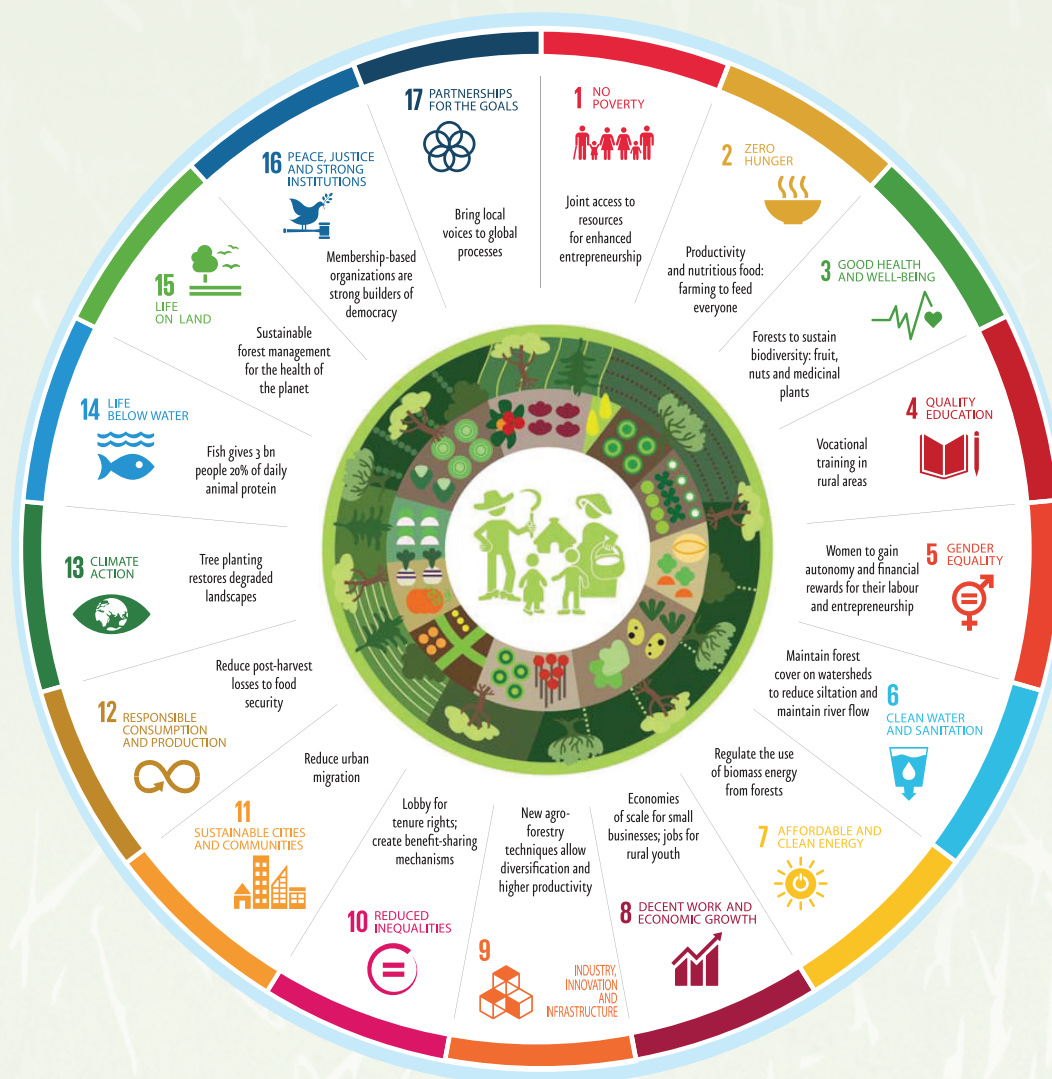 1 NO
POVERTY
Joint access to
resources
for enhanced
entrepreneurship
2 ZERO
HUNGER
Productivity
and nutritious food:
farming to feed
everyone
3 GOOD HEALTH
AND WELL-BEING
Forests to sustain
biodiversity: fruit,
nuts and medicinal
plants
4 QUALITY
EDUCATION
Vocational
training in
rural areas
5 GENDER
EQUALITY
Women to gain
autonomy and financial
rewards for their labour
and entrepreneurship
6
CLEAN WATER
AND SANITATION
Maintain forest
cover on watersheds
to reduce siltation and
maintain river flow
7 AFFORDABLE AND
CLEAN ENERGY
Regulate the use
of biomass energy
from forests
8 DECENT WORK AND
ECONOMIC GROWTH
Economies
of scale for small
businesses; jobs for
rural youth
9
INDUSTRY,
INNOVATION
AND
INFRASTRUCTURE
New agro-
forestry
techniques allow
diversification and
higher productivity
10 REDUCED
INEQUALITIES
Lobby for
tenure rights;
create benefit-sharing
mechanisms
11
SUSTAINABLE CITIES
AND COMMUNITIES
Reduce urban
migration
12 RESPONSIBLE
CONSUMPTION
AND PRODUCTION
Reduce post-harvest
losses to food
security
13 CLIMATE
ACTION
Tree planting
restores degraded
landscapes
14 LIFE
BELOW WATER
Fish gives 3 bn
people 20% of daily
animal protein
15
LIFE
ON LAND
Sustainable
forest management
for the health of
the planet
16 PEACE, JUSTICE
AND STRONG
INSTITUTIONS
Membership-based
organizations are
strong builders of
democracy
17 PARTNERSHIPS
FOR THE GOALS
Bring local
voices to global
processes